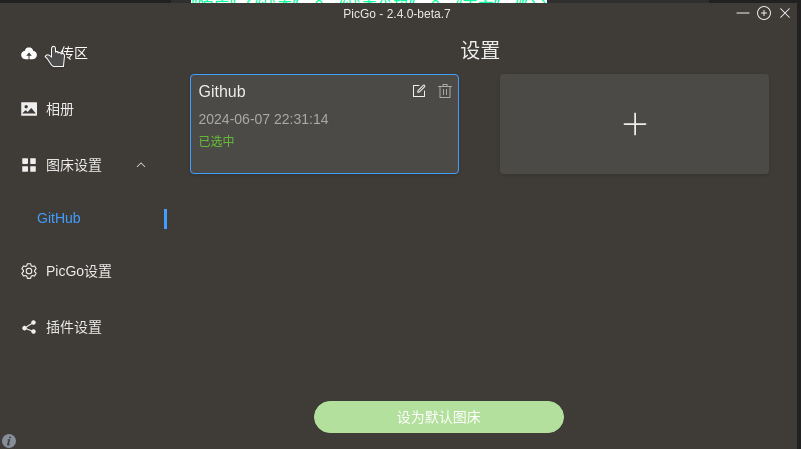 PicGo - 2.4.0-beta.7
传区
设置
Github
2024-06-07 22:31:14
已选中
相册
图床设置
GitHub
PicGo设置
插件设置
设为默认图床